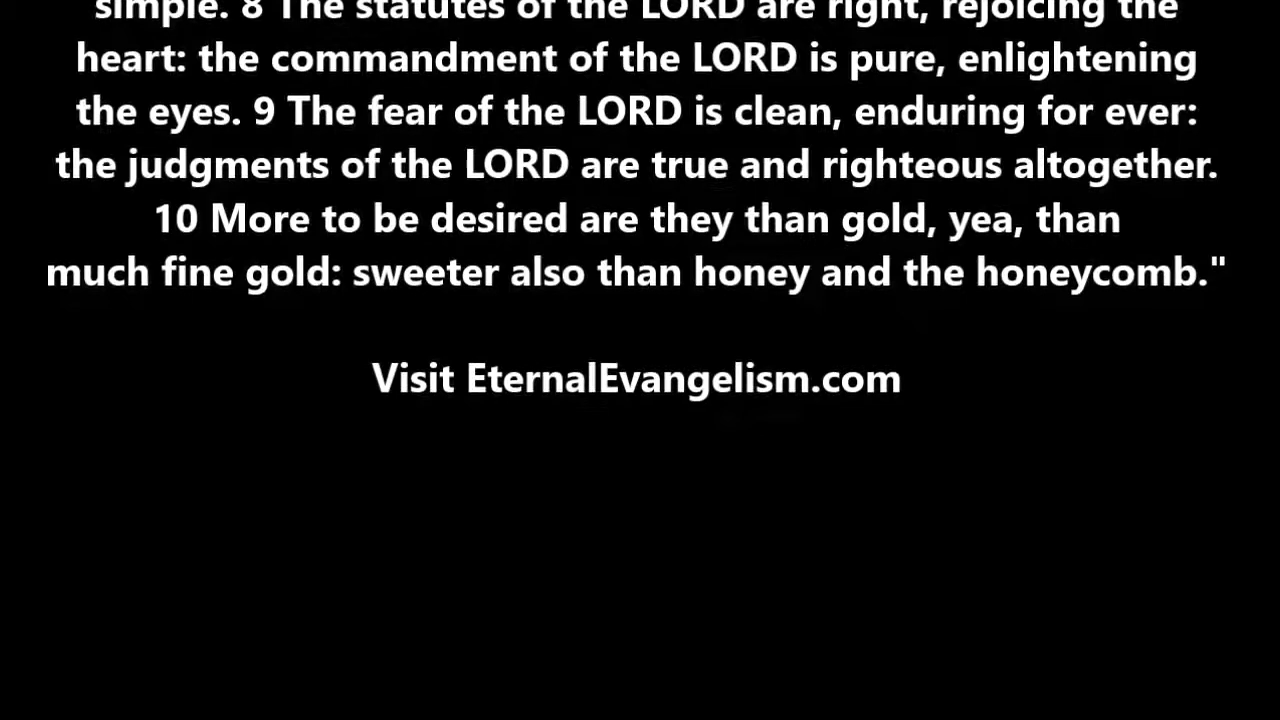 simple. 8 The statutes of the LORD are right, rejoicing the
heart: the commandment of the LORD is pure, enlightening
the eyes. 9 The fear of the LORD is clean, enduring for ever:
the judgments of the LORD are true and righteous altogether.
10 More to be desired are they than gold, yea, than
much fine gold: sweeter also than honey and the honeycomb."
Visit EternalEvangelism.com